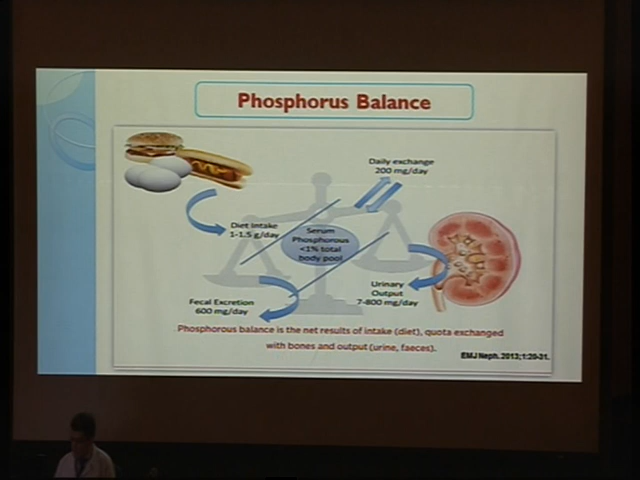 Phosphorus Balance
Daily exchange
200 mg/day
Diet Intake
1-1.5 g/day
Serum
Phosphorous
<1% total
body pool
Urinary
Output
7-800 mg/day
Fecal Excretion
600 mg/day
Phosphorous balance is the net results of intake (diet), quota exchanged
with bones and output (urine, faeces).
EMJ Neph. 2013;1:20-31.